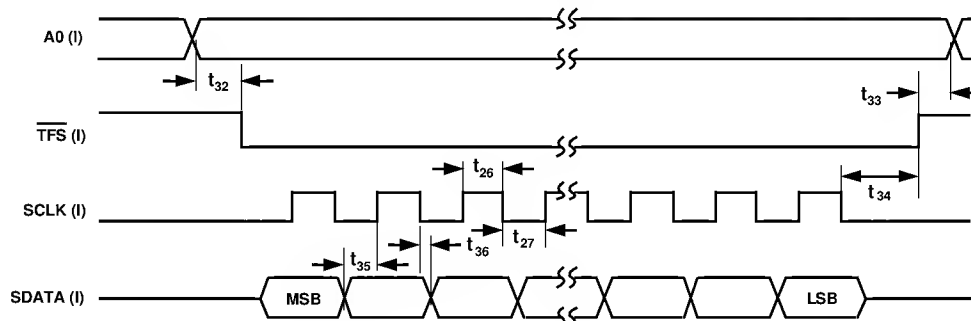 A0 (I)
t32
t33
TFS (I)
t26
SCLK (I)
t34
t27
t36
t35
SDATA (I)
MSB
LSB